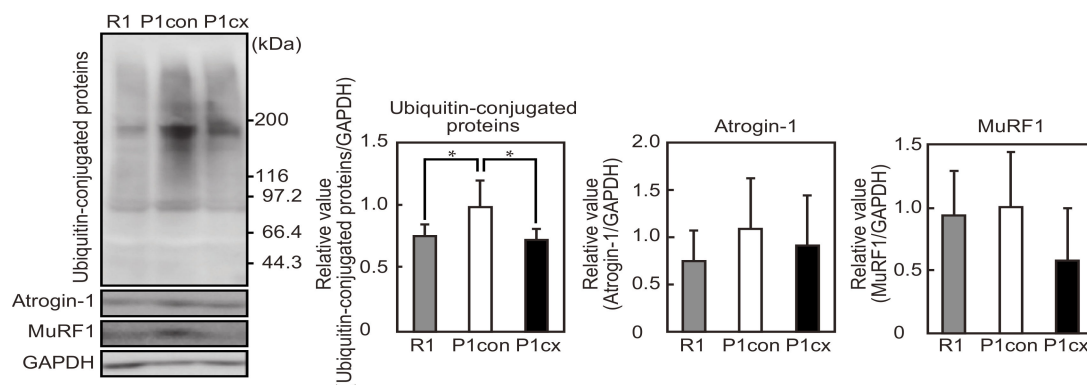 R1 P1con P1cx
(kDa)
Ubiquitin-conjugated proteins
200
116
97.2
66.4
44.3
Atrogin-1
MuRF1
GAPDH
Ubiquitin-conjugated
proteins
Relative value
(Ubiquitin-conjugated proteins/GAPDH)
1.5
1.0
0.5
0
* *
R1 P1con P1cx
Atrogin-1
Relative value
(Atrogin-1/GAPDH)
2.0
1.5
1.0
0.5
0
R1 P1con P1cx
MuRF1
Relative value
(MuRF1/GAPDH)
1.5
1.0
0.5
0
R1 P1con P1cx